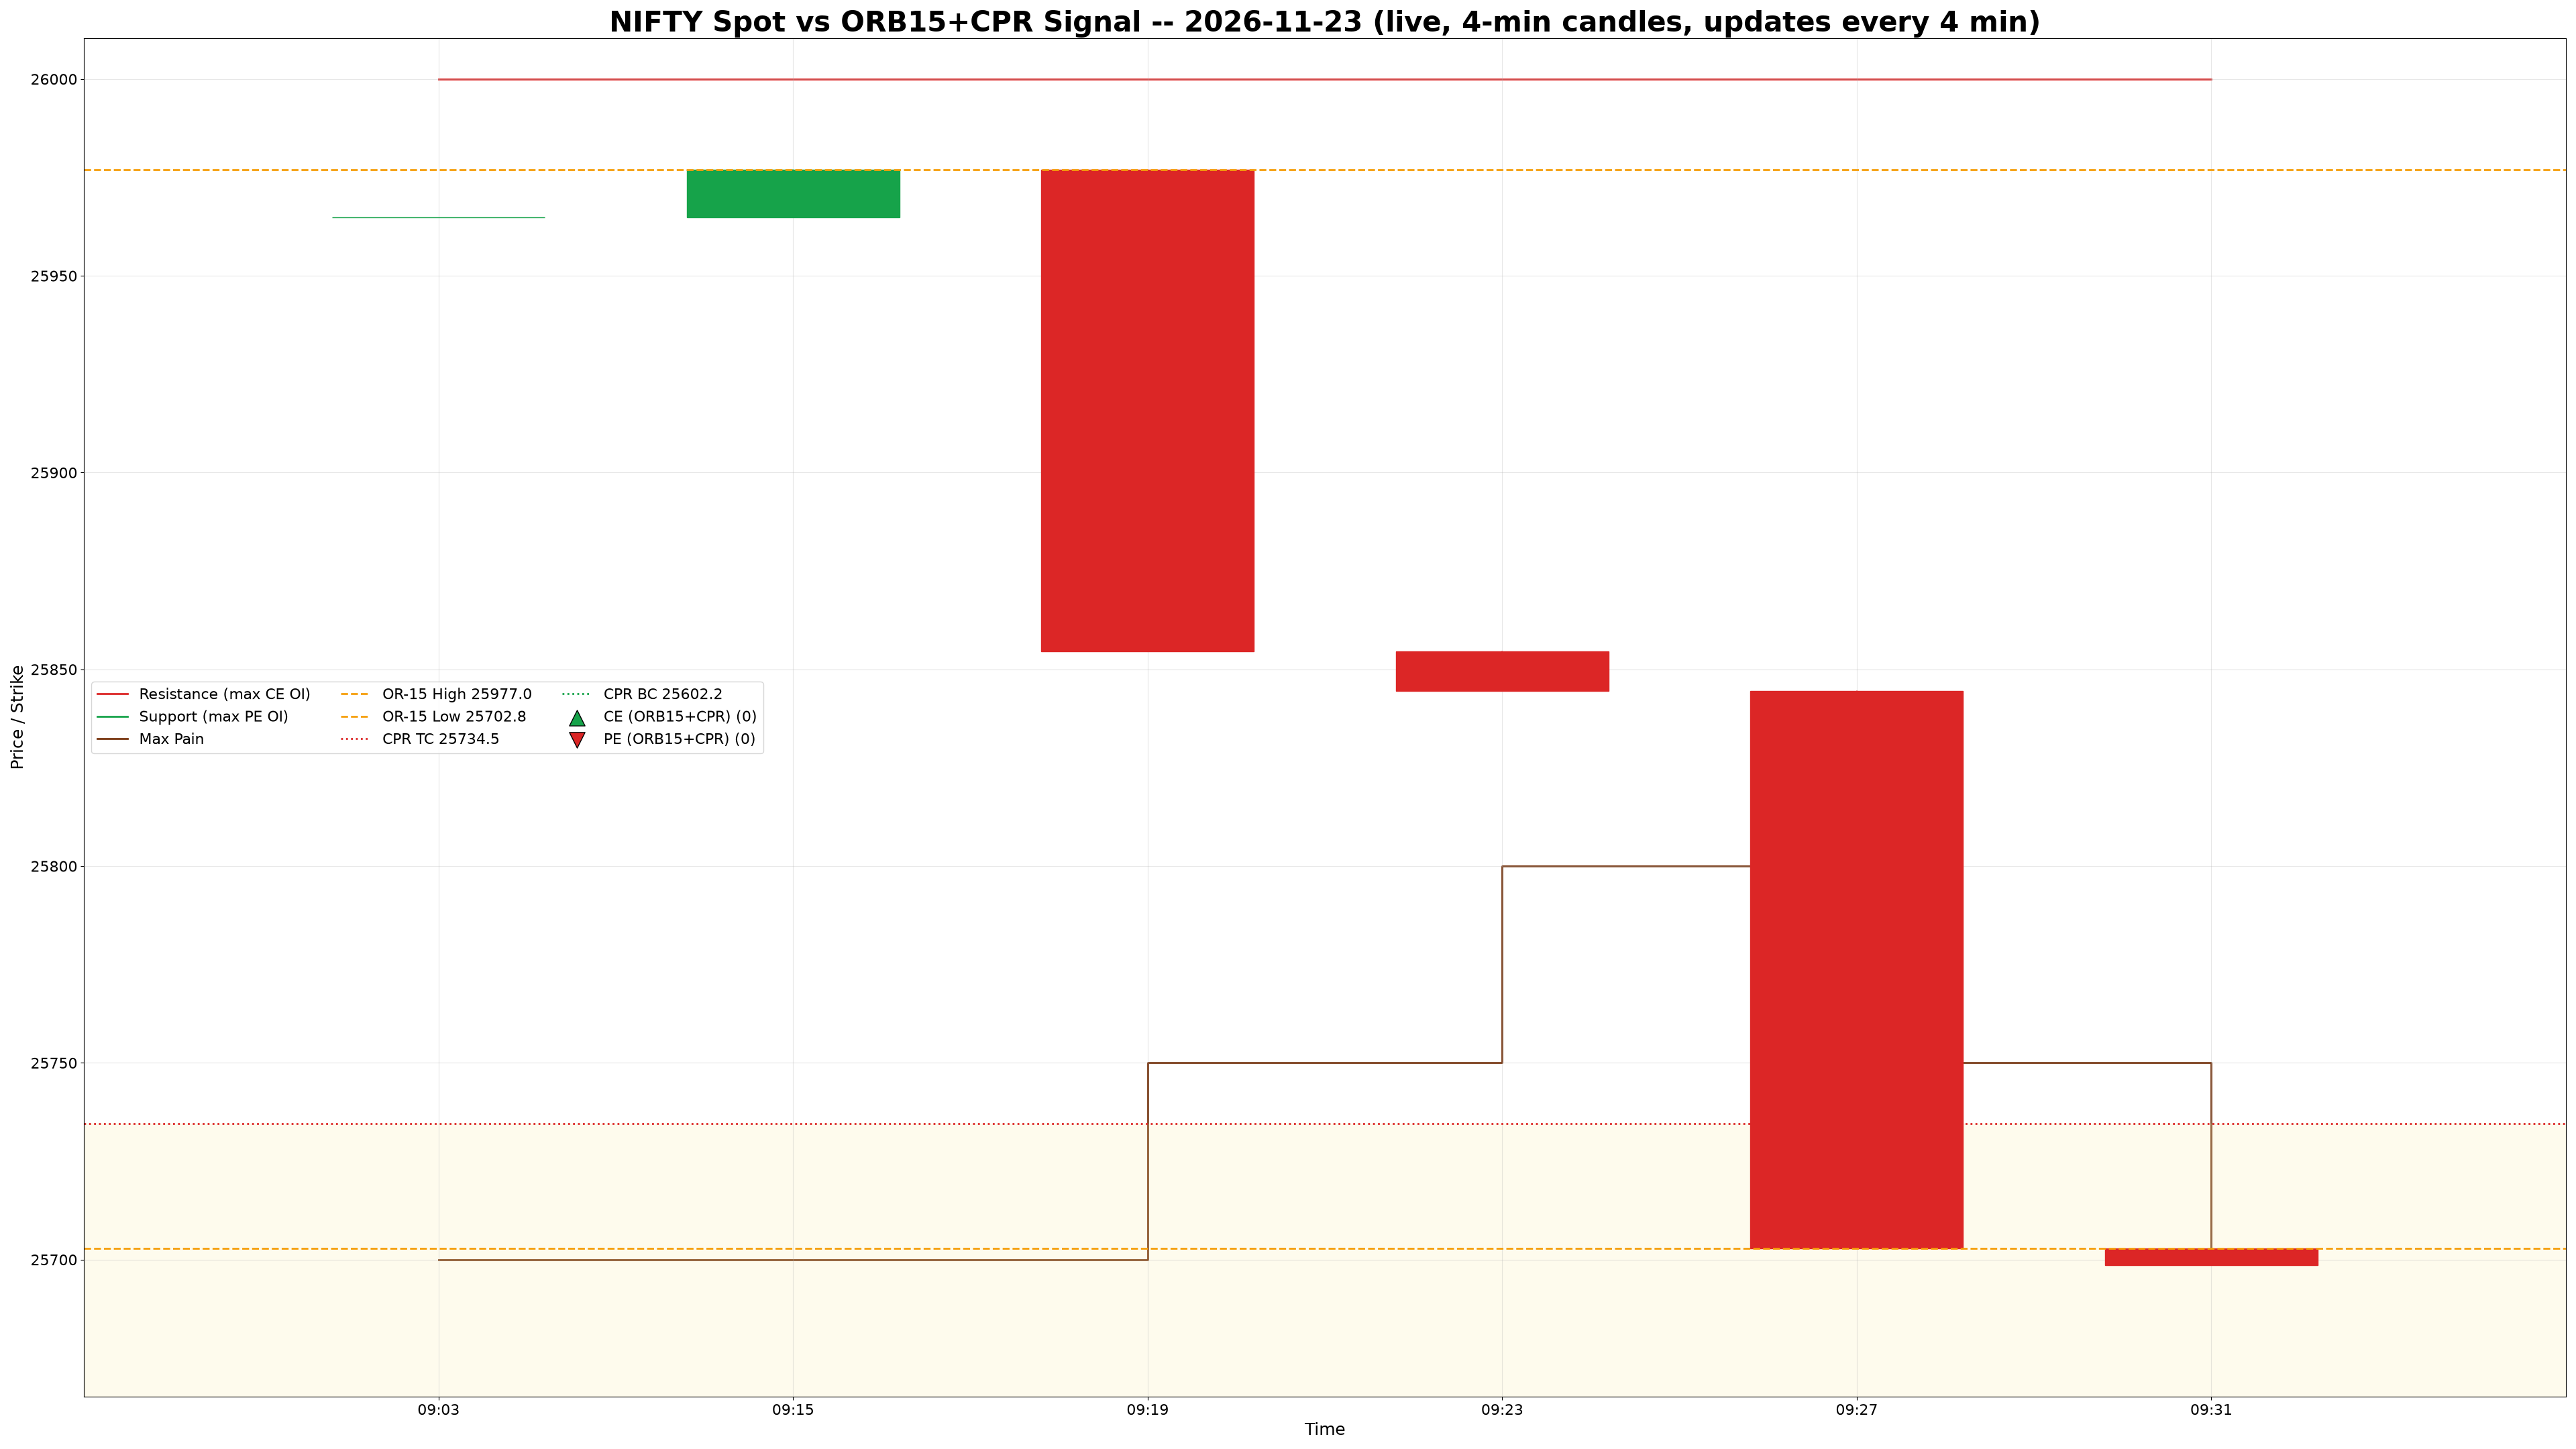 NIFTY Spot vs ORB15+CPR Signal -- 2026-11-23 (live, 4-min candles, updates every 4 min)
Price / Strike
26000
25950
25900
25850
25800
25750
25700
Resistance (max CE OI)
Support (max PE OI)
Max Pain
OR-15 High 25977.0
OR-15 Low 25702.8
CPR TC 25734.5
CPR BC 25602.2
CE (ORB15+CPR) (0)
PE (ORB15+CPR) (0)
09:03
09:15
09:19
09:23
09:27
09:31
Time